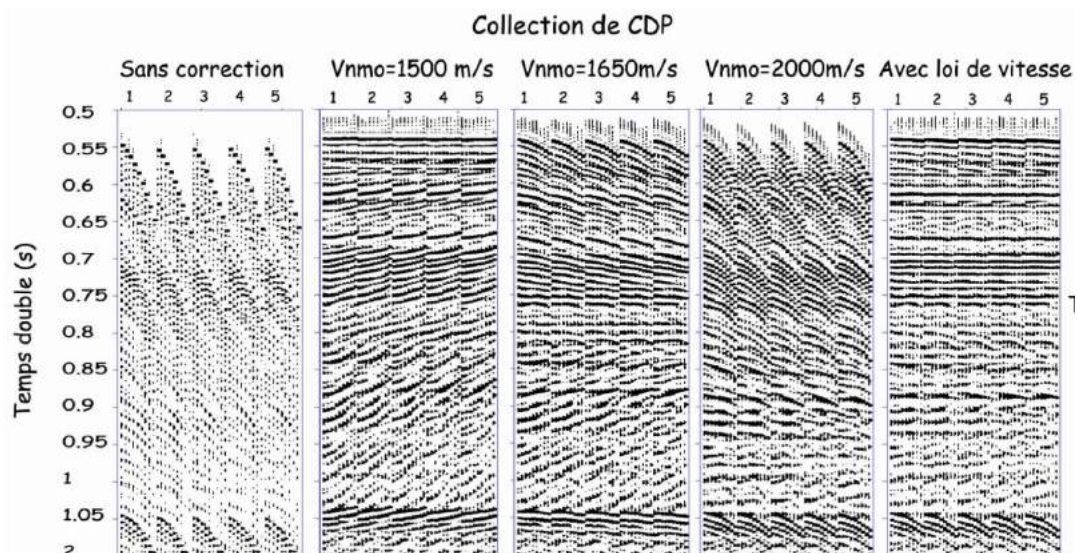 Collection de CDP
Sans correction
Vnmo=1500 m/s
Vnmo=1650m/s
Vnmo=2000m/s
Avec loi de vitesse
1 2 3 4 5
1 2 3 4 5
1 2 3 4 5
1 2 3 4 5
1 2 3 4 5
Temps double (s)
0.5
0.55
0.6
0.65
0.7
0.75
T
0.8
0.85
0.9
0.95
1
1.05
2